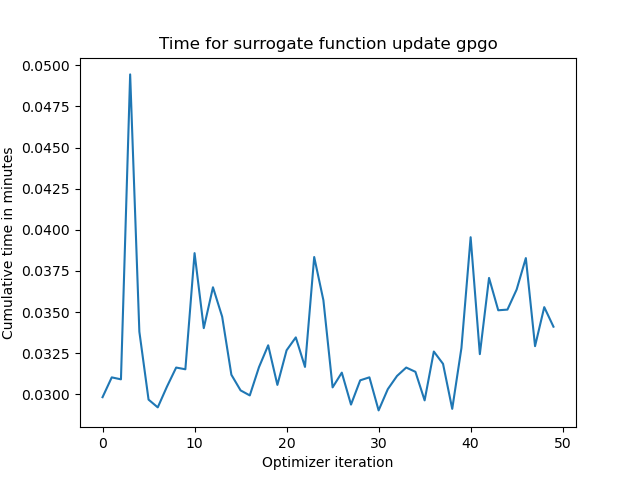 Time for surrogate function update gpgo
Cumulative time in minutes
0.0500
0.0475
0.0450
0.0425
0.0400
0.0375
0.0350
0.0325
0.0300
0 10 20 30 40 50
Optimizer iteration